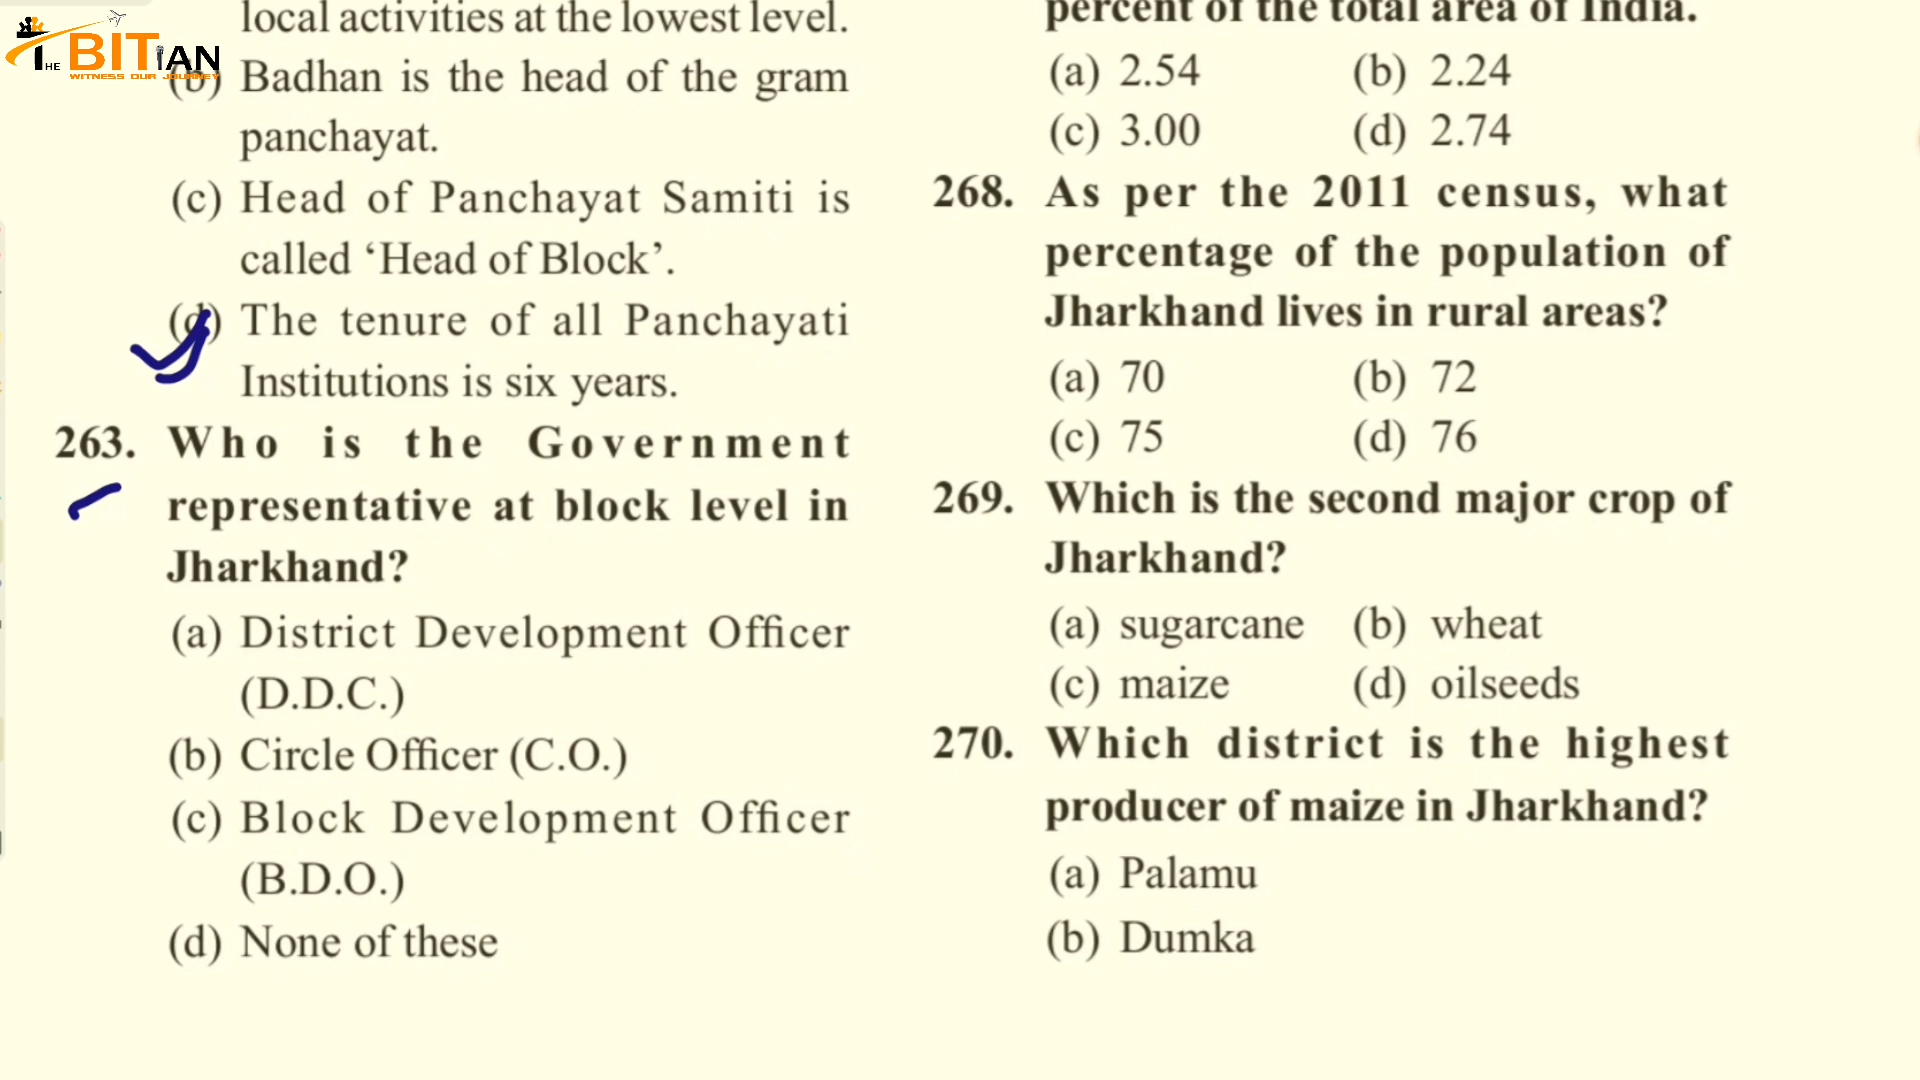 THE BITIAN
WITNESS OUR JOURNEY
local activities at the lowest level.
(b) Badhan is the head of the gram
panchayat.
(c) Head of Panchayat Samiti is
called ‘Head of Block’.
(d) The tenure of all Panchayati
Institutions is six years.
263. Who is the Government
representative at block level in
Jharkhand?
(a) District Development Officer
(D.D.C.)
(b) Circle Officer (C.O.)
(c) Block Development Officer
(B.D.O.)
(d) None of these
percent of the total area of India.
(a) 2.54 (b) 2.24
(c) 3.00 (d) 2.74
268. As per the 2011 census, what
percentage of the population of
Jharkhand lives in rural areas?
(a) 70 (b) 72
(c) 75 (d) 76
269. Which is the second major crop of
Jharkhand?
(a) sugarcane (b) wheat
(c) maize (d) oilseeds
270. Which district is the highest
producer of maize in Jharkhand?
(a) Palamu
(b) Dumka